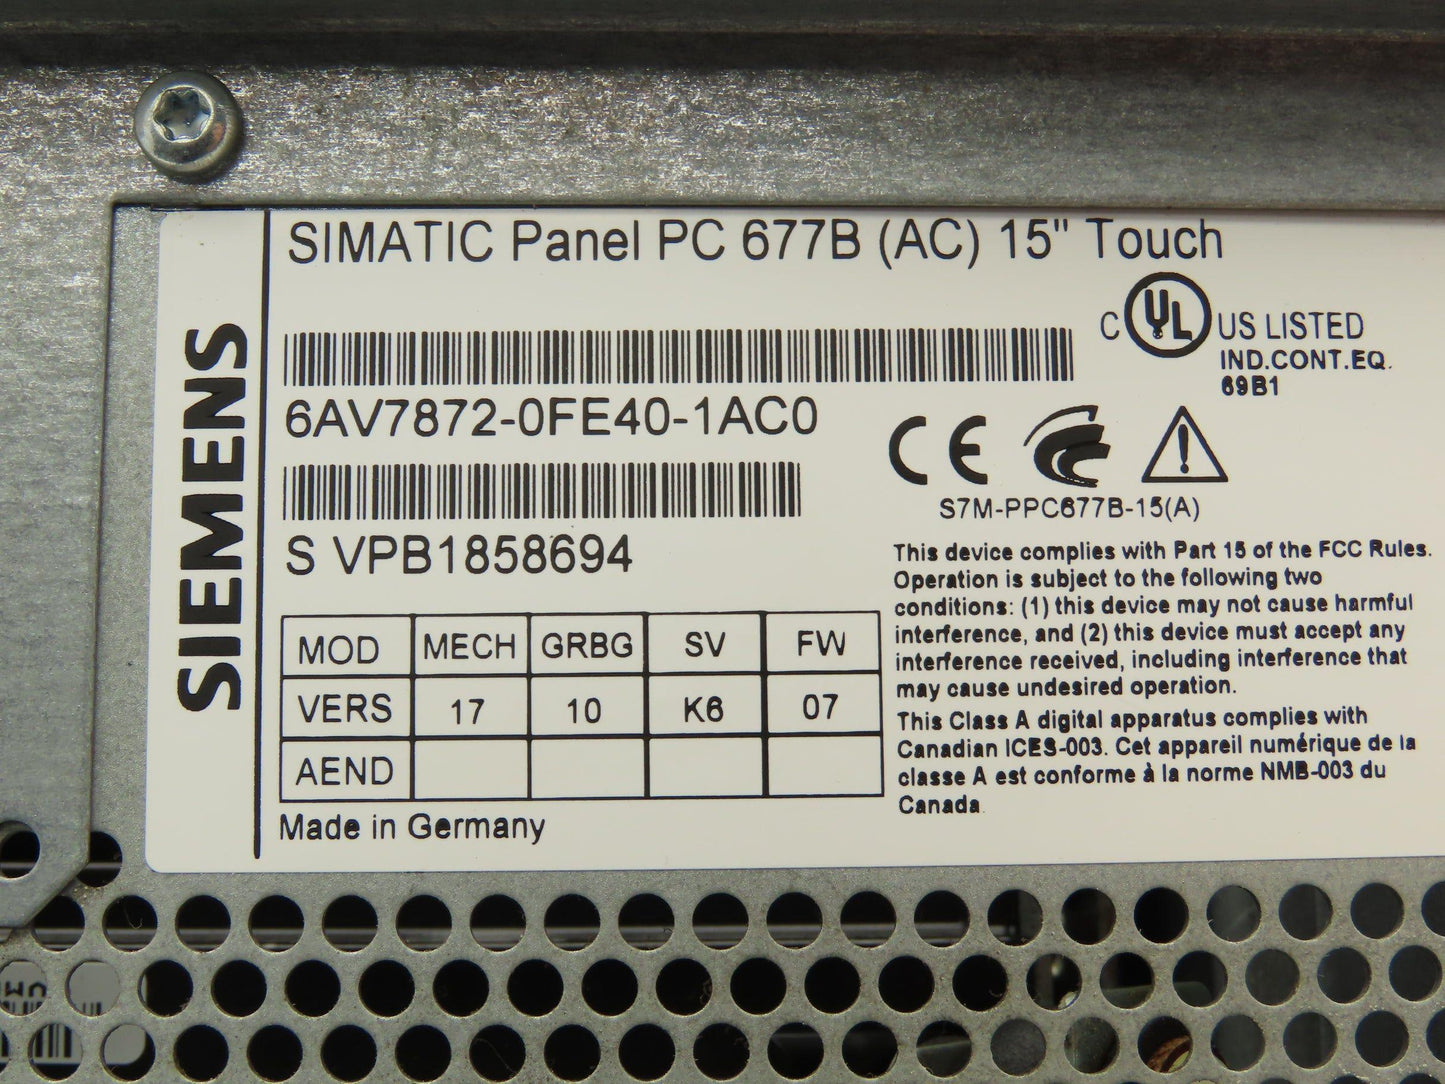 SIEMENS
SIMATIC Panel PC 677B (AC) 15" Touch
C UL US LISTED
IND.CONT.EQ.
69B1
6AV7872-0FE40-1AC0
CE
S7M-PPC677B-15(A)
S VPB1858694
MOD MECH GRBG SV FW
VERS 17 10 K6 07
AEND
Made in Germany
This device complies with Part 15 of the FCC Rules.
Operation is subject to the following two
conditions: (1) this device may not cause harmful
interference, and (2) this device must accept any
interference received, including interference that
may cause undesired operation.
This Class A digital apparatus complies with
Canadian ICES-003. Cet appareil numérique de la
classe A est conforme à la norme NMB-003 du
Canada.